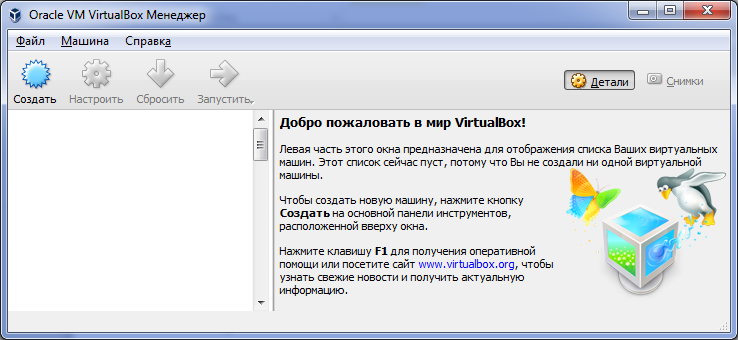 Oracle VM VirtualBox Менеджер
Файл Машина Справка
Создать Настроить Сбросить Запустить
Детали Снимки
Добро пожаловать в мир VirtualBox!
Левая часть этого окна предназначена для отображения списка Ваших виртуальных
машин. Этот список сейчас пуст, потому что Вы не создали ни одной виртуальной
машины.
Чтобы создать новую машину, нажмите кнопку
Создать на основной панели инструментов,
расположенной вверху окна.
Нажмите клавишу F1 для получения оперативной
помощи или посетите сайт www.virtualbox.org, чтобы
узнать свежие новости и получить актуальную
информацию.